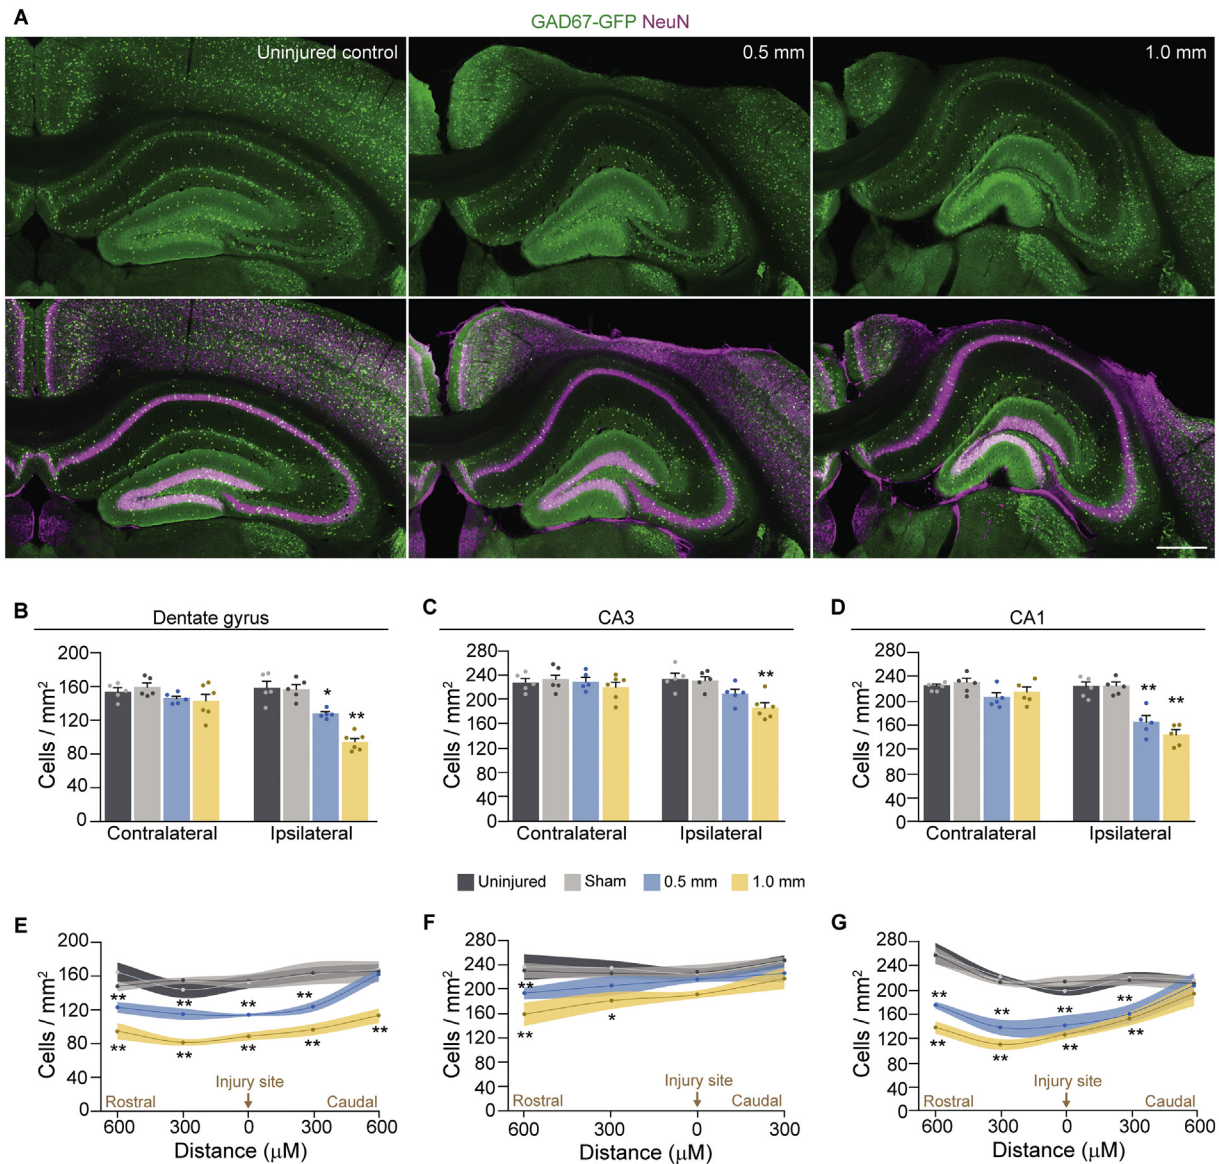 A
GAD67-GFP NeuN
Uninjured control
0.5 mm
1.0 mm
B
Dentate gyrus
Cells / mm²
200
160
120
80
40
0
*
**
Contralateral
Ipsilateral
C
CA3
Cells / mm²
280
240
200
160
120
80
40
0
**
Contralateral
Ipsilateral
D
CA1
Cells / mm²
280
240
200
160
120
80
40
0
**
**
Contralateral
Ipsilateral
Uninjured
Sham
0.5 mm
1.0 mm
E
Cells / mm²
200
160
120
80
40
0
** ** ** **
** ** ** ** **
Injury site
Rostral
Caudal
600 300 0 300 600
Distance (μM)
F
Cells / mm²
280
240
200
160
120
80
40
0
**
** *
Injury site
Rostral
Caudal
600 300 0 300
Distance (μM)
G
Cells / mm²
280
240
200
160
120
80
40
0
** ** ** **
** ** ** **
Injury site
Rostral
Caudal
600 300 0 300 600
Distance (μM)